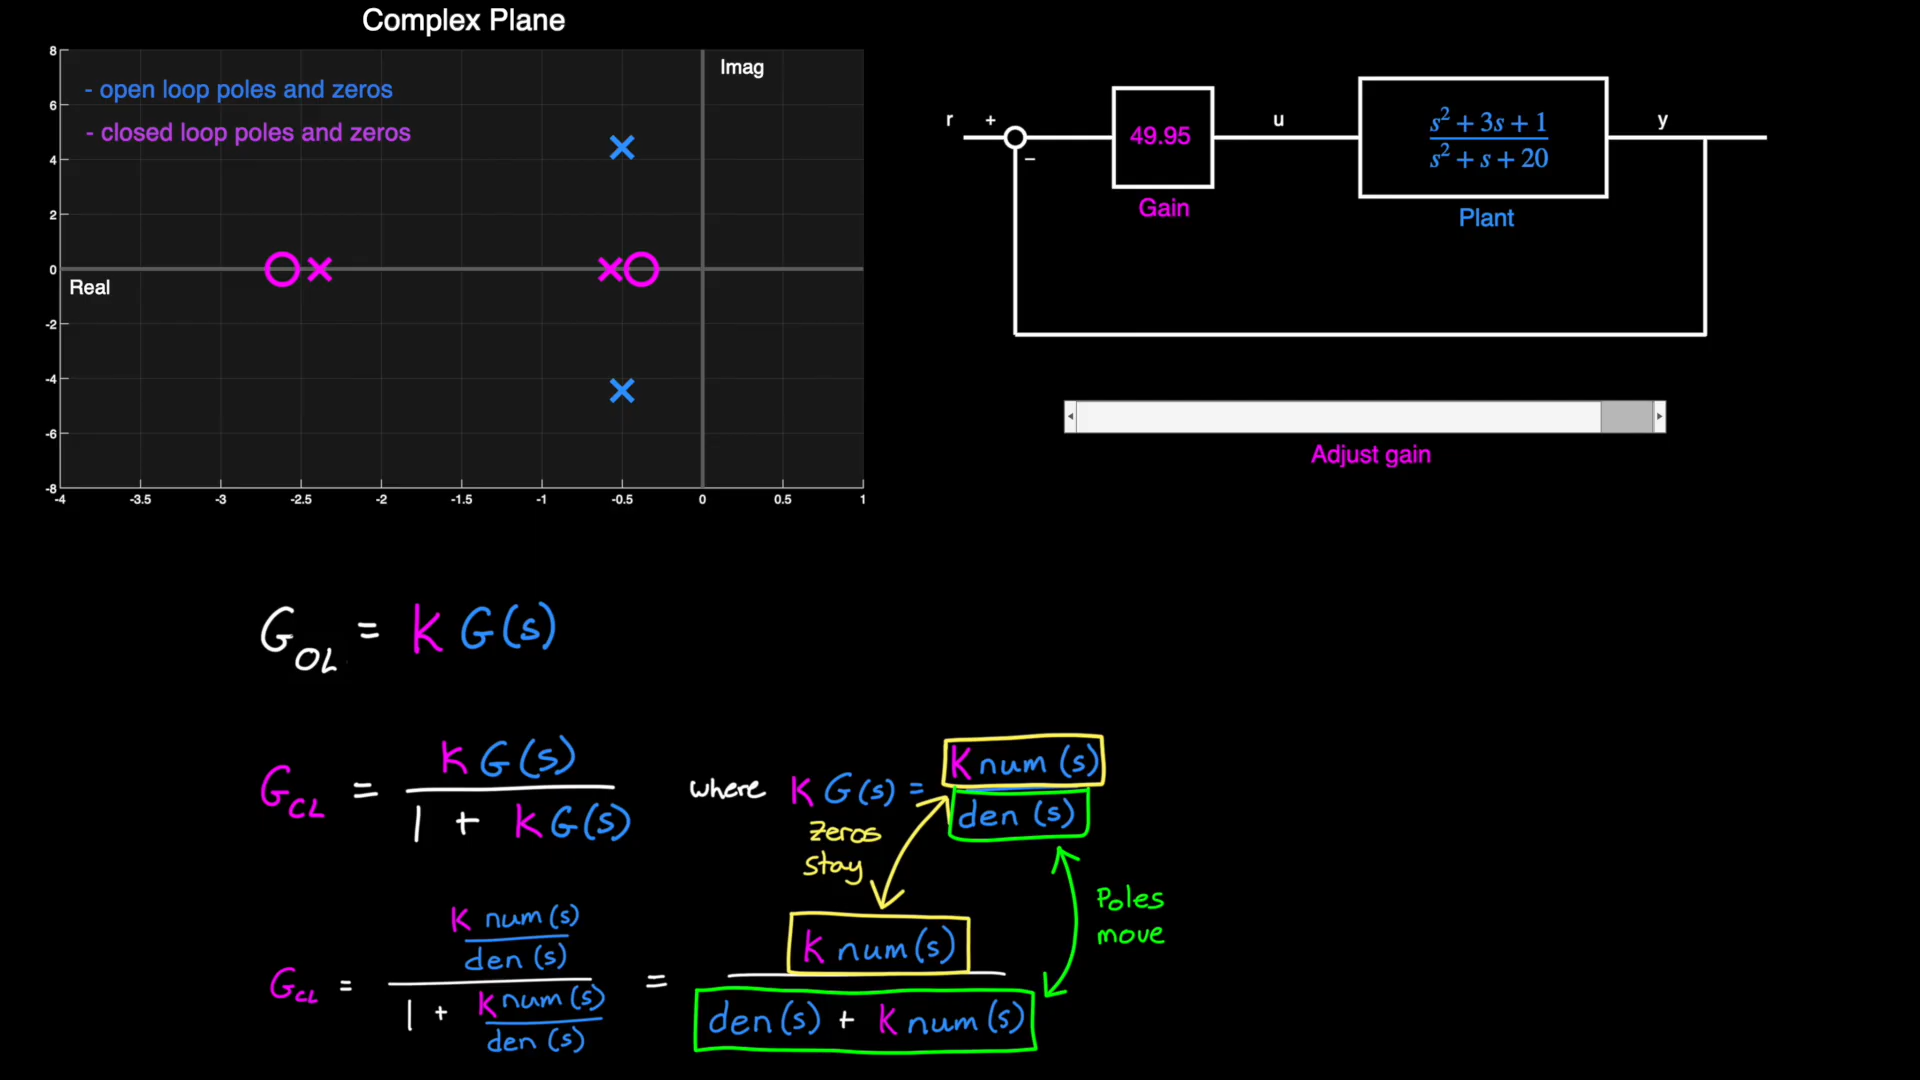 Complex Plane
- open loop poles and zeros
- closed loop poles and zeros
Imag
Real
8
6
4
2
0
-2
-4
-6
-8
-4 -3.5 -3 -2.5 -2 -1.5 -1 -0.5 0 0.5 1
r + −
49.95
Gain
u
s² + 3s + 1
s² + s + 20
Plant
y
Adjust gain
G_OL = K G(s)
G_CL = K G(s) / 1 + K G(s)
where K G(s) = K num(s) / den(s)
Zeros
stay
Poles
move
G_CL = K num(s) / den(s) / 1 + K num(s) / den(s) = K num(s) / den(s) + K num(s)